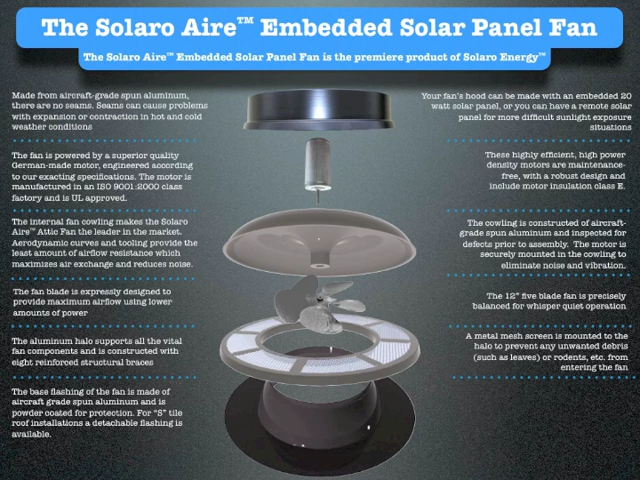 The Solaro Aire™ Embedded Solar Panel Fan
The Solaro Aire™ Embedded Solar Panel Fan is the premiere product of Solaro Energy™
Made from aircraft-grade spun aluminum,
there are no seams. Seams can cause problems
with expansion or contraction in hot and cold
weather conditions
Your fan's hood can be made with an embedded 20
watt solar panel, or you can have a remote solar
panel for more difficult sunlight exposure
situations
The fan is powered by a superior quality
German-made motor, engineered according
to our exacting specifications. The motor is
manufactured in an ISO 9001:2000 class
factory and is UL approved.
These highly efficient, high power
density motors are maintenance-
free, with a robust design and
include motor insulation class E.
The internal fan cowling makes the Solaro
Aire™ Attic Fan the leader in the market.
Aerodynamic curves and tooling provide the
least amount of airflow resistance which
maximizes air exchange and reduces noise.
The cowling is constructed of aircraft-
grade spun aluminum and inspected for
defects prior to assembly. The motor is
securely mounted in the cowling to
eliminate noise and vibration.
The fan blade is expressly designed to
provide maximum airflow using lower
amounts of power
The 12" five blade fan is precisely
balanced for whisper quiet operation
The aluminum halo supports all the vital
fan components and is constructed with
eight reinforced structural braces
A metal mesh screen is mounted to the
halo to prevent any unwanted debris
(such as leaves) or rodents, etc. from
entering the fan
The base flashing of the fan is made of
aircraft grade spun aluminum and is
powder coated for protection. For "S" tile
roof installations a detachable flashing is
available.